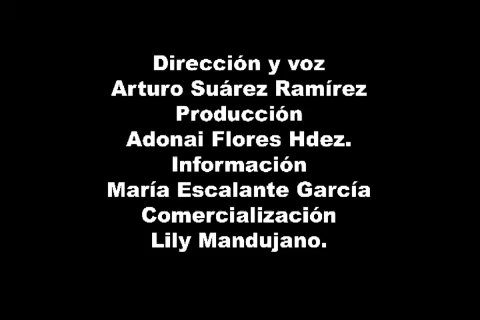 Dirección y voz
Arturo Suárez Ramírez
Producción
Adonai Flores Hdez.
Información
María Escalante García
Comercialización
Lily Mandujano.